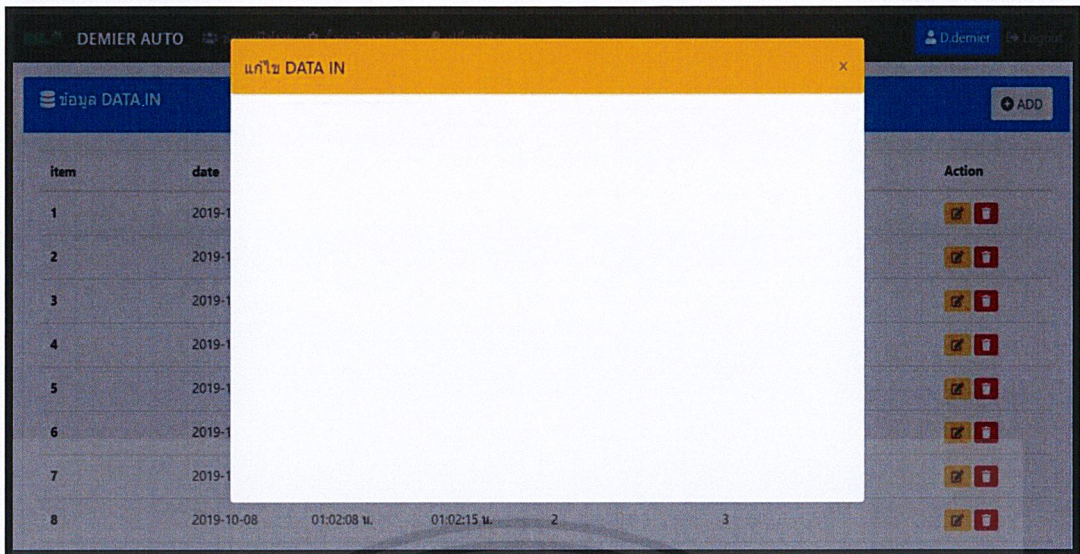 DEMIER AUTO
D.demier Logout
แก้ไข DATA IN ×
ข้อมูล DATA_IN
ADD
item date Action
1 2019-1
2 2019-1
3 2019-1
4 2019-1
5 2019-1
6 2019-1
7 2019-1
8 2019-10-08 01:02:08 น. 01:02:15 น. 2 3